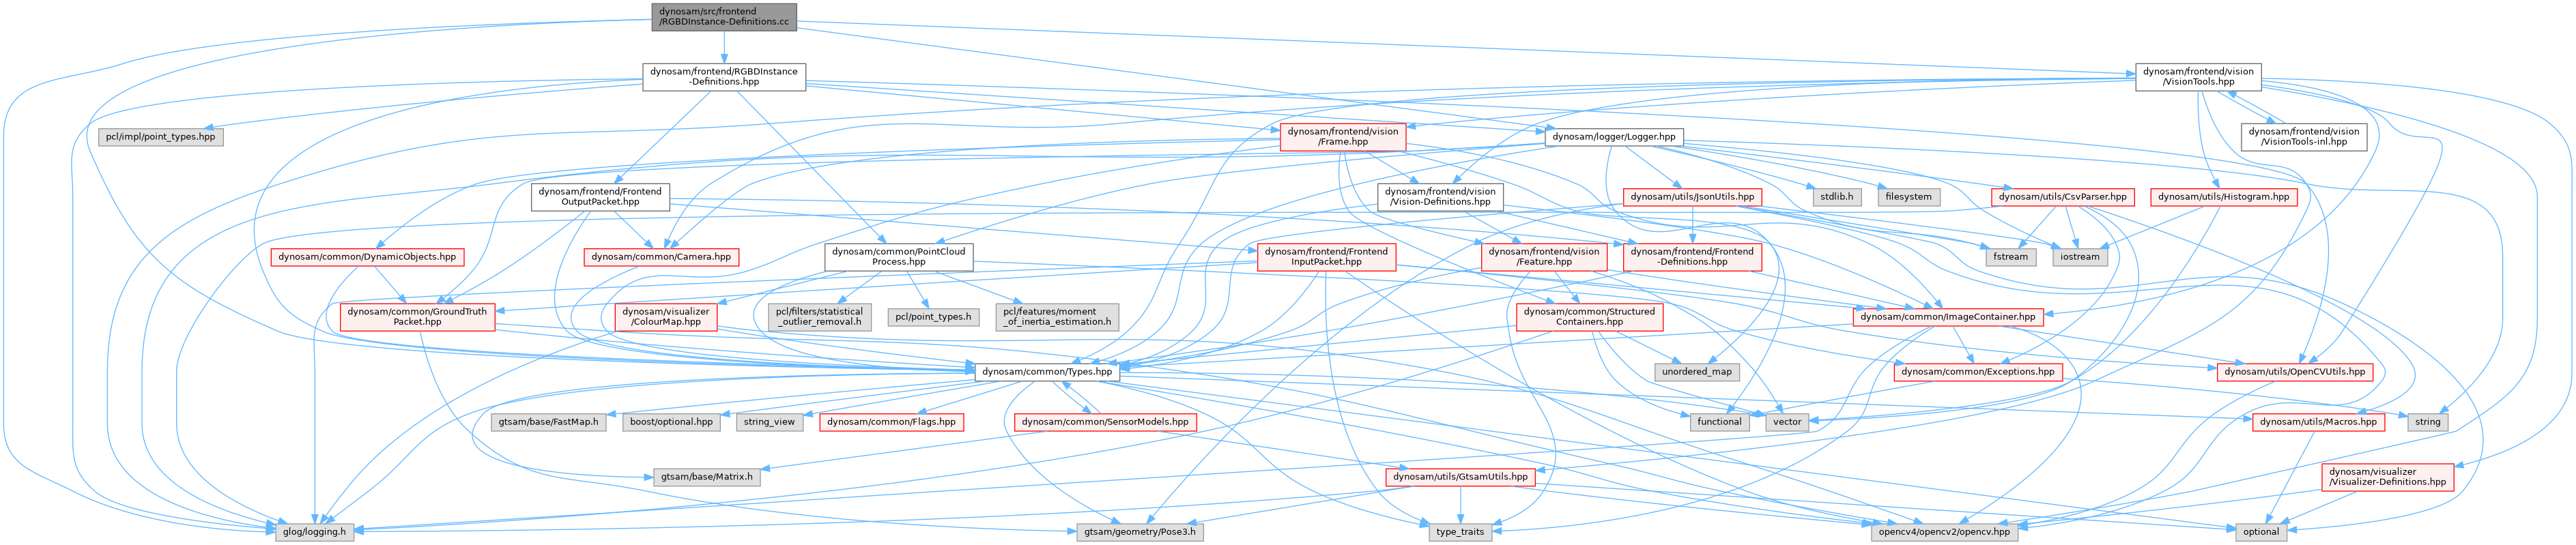 dynosam/src/frontend
/RGBDInstance-Definitions.cc
dynosam/frontend/RGBDInstance
-Definitions.hpp
dynosam/frontend/vision
/VisionTools.hpp
pcl/impl/point_types.hpp
dynosam/frontend/vision
/Frame.hpp
dynosam/logger/Logger.hpp
dynosam/frontend/vision
/VisionTools-inl.hpp
dynosam/frontend/Frontend
OutputPacket.hpp
dynosam/frontend/vision
/Vision-Definitions.hpp
dynosam/utils/JsonUtils.hpp
stdlib.h
filesystem
dynosam/utils/CsvParser.hpp
dynosam/utils/Histogram.hpp
dynosam/common/DynamicObjects.hpp
dynosam/common/Camera.hpp
dynosam/common/PointCloud
Process.hpp
dynosam/frontend/Frontend
InputPacket.hpp
dynosam/frontend/vision
/Feature.hpp
dynosam/frontend/Frontend
-Definitions.hpp
fstream
iostream
dynosam/common/GroundTruth
Packet.hpp
dynosam/visualizer
/ColourMap.hpp
pcl/filters/statistical
_outlier_removal.h
pcl/point_types.h
pcl/features/moment
_of_inertia_estimation.h
dynosam/common/Structured
Containers.hpp
dynosam/common/ImageContainer.hpp
dynosam/common/Types.hpp
unordered_map
dynosam/common/Exceptions.hpp
dynosam/utils/OpenCVUtils.hpp
gtsam/base/FastMap.h
boost/optional.hpp
string_view
dynosam/common/Flags.hpp
dynosam/common/SensorModels.hpp
functional
vector
string
dynosam/utils/Macros.hpp
gtsam/base/Matrix.h
dynosam/utils/GtsamUtils.hpp
dynosam/visualizer
/Visualizer-Definitions.hpp
glog/logging.h
gtsam/geometry/Pose3.h
type_traits
opencv4/opencv2/opencv.hpp
optional